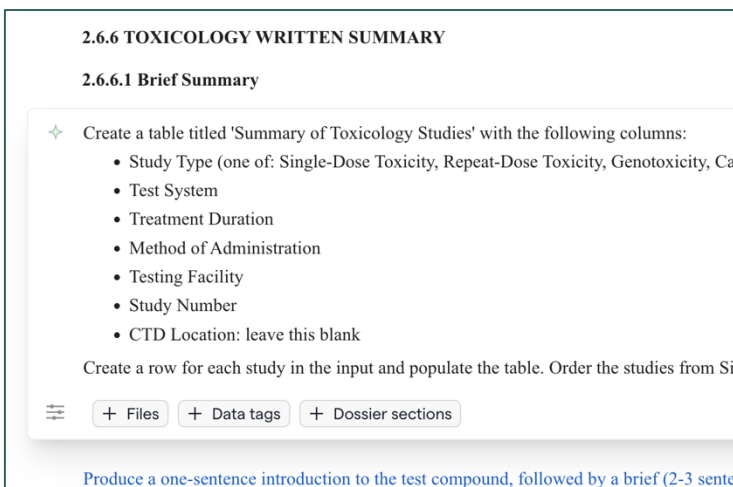 2.6.6 TOXICOLOGY WRITTEN SUMMARY
2.6.6.1 Brief Summary
Create a table titled 'Summary of Toxicology Studies' with the following columns:
• Study Type (one of: Single-Dose Toxicity, Repeat-Dose Toxicity, Genotoxicity, Ca
• Test System
• Treatment Duration
• Method of Administration
• Testing Facility
• Study Number
• CTD Location: leave this blank
Create a row for each study in the input and populate the table. Order the studies from Si
+ Files + Data tags + Dossier sections
Produce a one-sentence introduction to the test compound, followed by a brief (2-3 sente